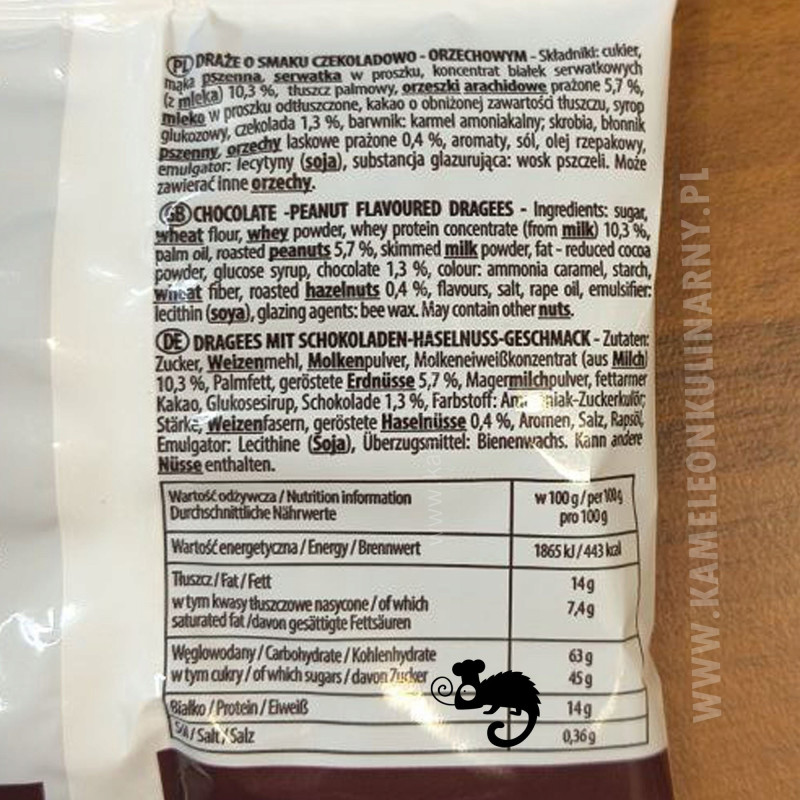 PL DRAŻE O SMAKU CZEKOLADOWO - ORZECHOWYM - Składniki: cukier,
mąka pszenna, serwatka w proszku, koncentrat białek serwatkowych
(z mleka) 10,3 %, tłuszcz palmowy, orzeszki arachidowe prażone 5,7 %,
mleko w proszku odtłuszczone, kakao o obniżonej zawartości tłuszczu, syrop
glukozowy, czekolada 1,3 %, barwnik: karmel amoniakalny; skrobia, błonnik
pszenny, orzechy laskowe prażone 0,4 %, aromaty, sól, olej rzepakowy,
emulgator: lecytyny (soja), substancja glazurująca: wosk pszczeli. Może
zawierać inne orzechy.
GB CHOCOLATE -PEANUT FLAVOURED DRAGEES - Ingredients: sugar,
wheat flour, whey powder, whey protein concentrate (from milk) 10,3 %,
palm oil, roasted peanuts 5,7 %, skimmed milk powder, fat - reduced cocoa
powder, glucose syrup, chocolate 1,3 %, colour: ammonia caramel, starch,
wheat fiber, roasted hazelnuts 0,4 %, flavours, salt, rape oil, emulsifier:
lecithin (soya), glazing agents: bee wax. May contain other nuts.
DE DRAGEES MIT SCHOKOLADEN-HASELNUSS-GESCHMACK - Zutaten:
Zucker, Weizenmehl, Molkenpulver, Molkeneiweißkonzentrat (aus Milch)
10,3 %, Palmfett, geröstete Erdnüsse 5,7 %, Magermilchpulver, fettarmer
Kakao, Glukosesirup, Schokolade 1,3 %, Farbstoff: Ammoniak-Zuckerkulör;
Stärke, Weizenfasern, geröstete Haselnüsse 0,4 %, Aromen, Salz, Rapsöl,
Emulgator: Lecithine (Soja), Überzugsmittel: Bienenwachs. Kann andere
Nüsse enthalten.
Wartość odżywcza / Nutrition information
Durchschnittliche Nährwerte
w 100 g / per 100 g
pro 100 g
Wartość energetyczna / Energy / Brennwert 1865 kJ / 443 kcal
Tłuszcz / Fat / Fett 14 g
w tym kwasy tłuszczowe nasycone / of which 7,4 g
saturated fat /davon gesättigte Fettsäuren
Węglowodany / Carbohydrate / Kohlenhydrate 63 g
w tym cukry / of which sugars / davon Zucker 45 g
Białko / Protein / Eiweiß 14 g
Sól / Salt / Salz 0,36 g
WWW.KAMELEONKULINARNY.PL